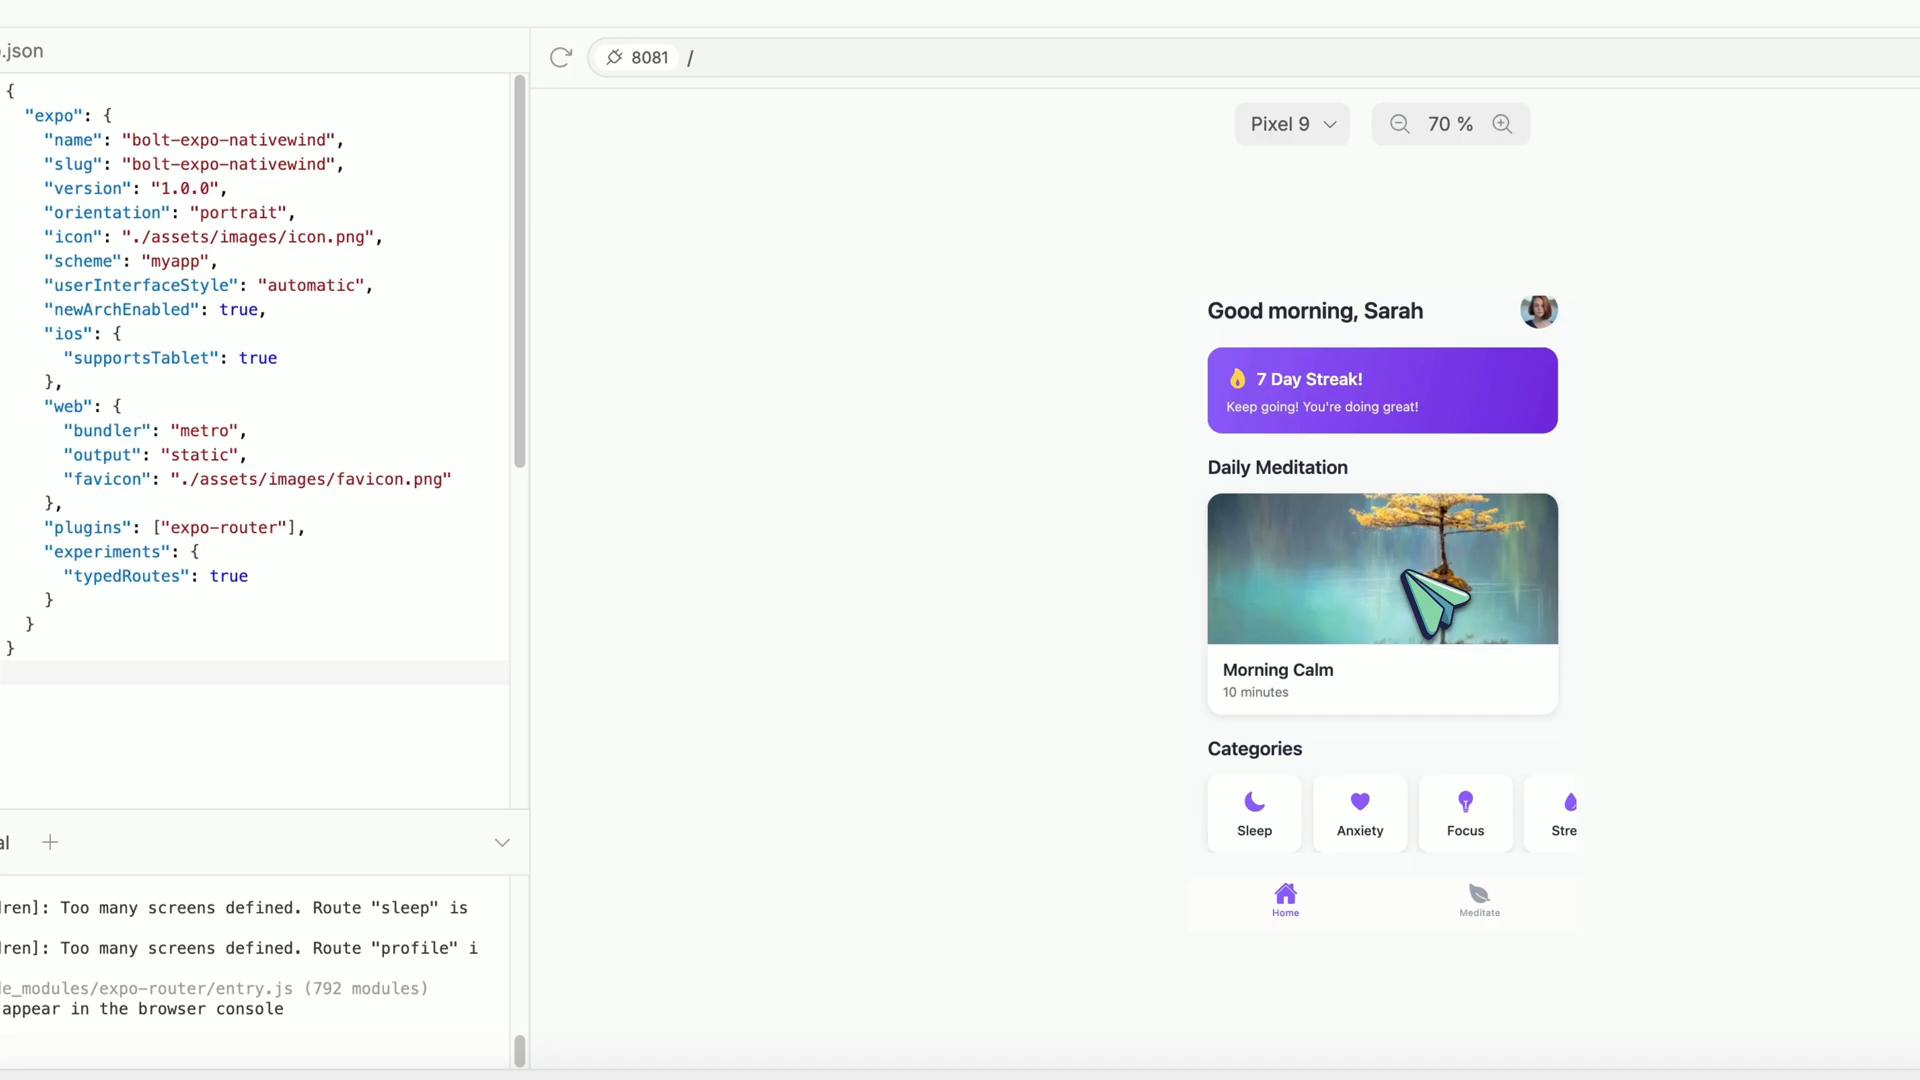 .json
{
"expo": {
"name": "bolt-expo-nativewind",
"slug": "bolt-expo-nativewind",
"version": "1.0.0",
"orientation": "portrait",
"icon": "./assets/images/icon.png",
"scheme": "myapp",
"userInterfaceStyle": "automatic",
"newArchEnabled": true,
"ios": {
"supportsTablet": true
},
"web": {
"bundler": "metro",
"output": "static",
"favicon": "./assets/images/favicon.png"
},
"plugins": ["expo-router"],
"experiments": {
"typedRoutes": true
}
}
}
al
ren]: Too many screens defined. Route "sleep" is
ren]: Too many screens defined. Route "profile" i
de_modules/expo-router/entry.js (792 modules)
appear in the browser console
8081 /
Pixel 9
70 %
Good morning, Sarah
7 Day Streak!
Keep going! You're doing great!
Daily Meditation
Morning Calm
10 minutes
Categories
Sleep
Anxiety
Focus
Stre
Home
Meditate